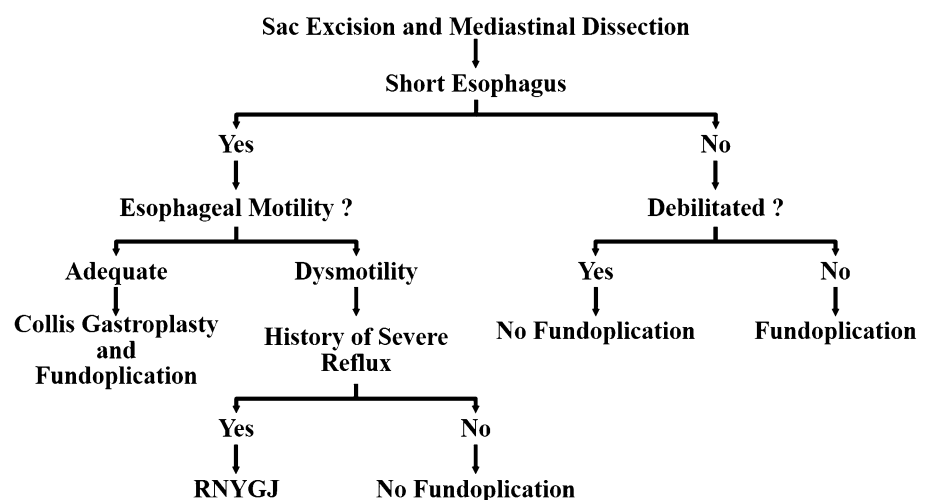 Sac Excision and Mediastinal Dissection
Short Esophagus
Yes
No
Esophageal Motility ?
Debilitated ?
Adequate
Dysmotility
Yes
No
Collis Gastroplasty
and
Fundoplication
History of Severe
Reflux
No Fundoplication
Fundoplication
Yes
No
RNYGJ
No Fundoplication